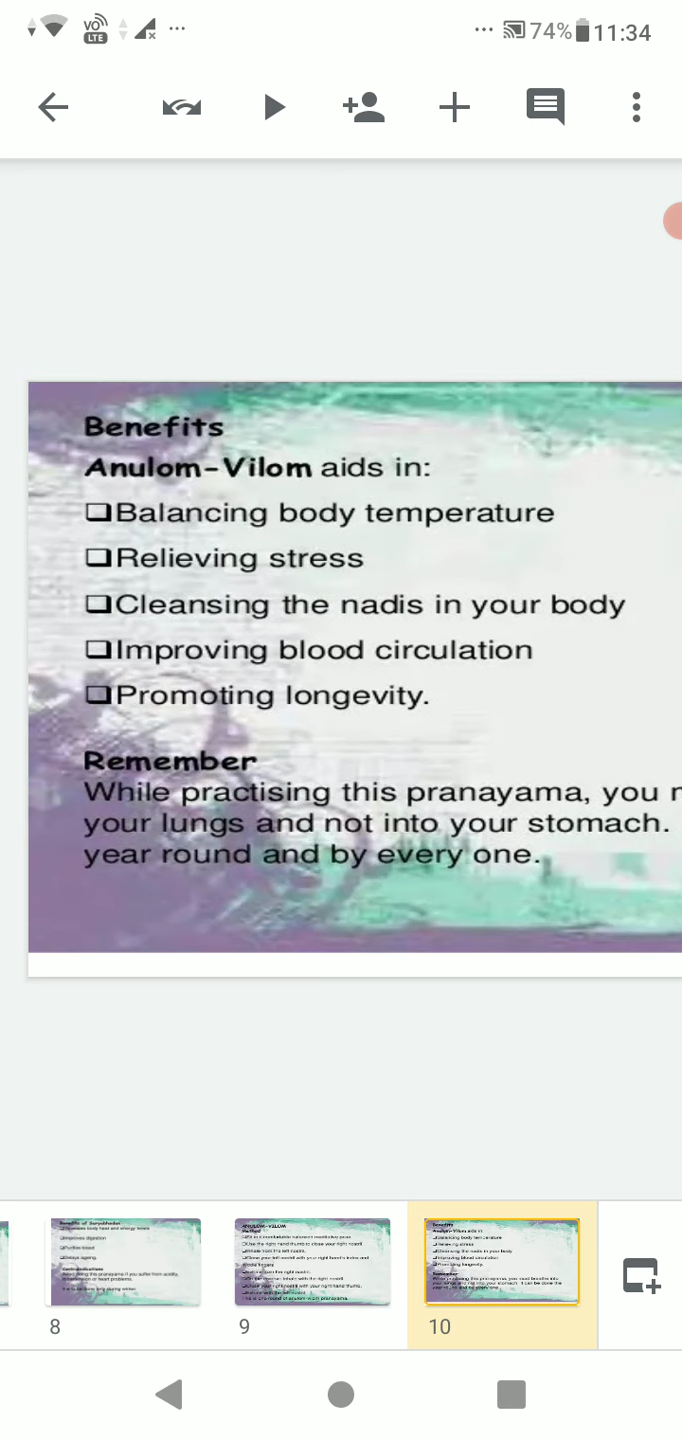 VO
LTE
74% 11:34
Benefits
Anulom-Vilom aids in:
❑Balancing body temperature
❑Relieving stress
❑Cleansing the nadis in your body
❑Improving blood circulation
❑Promoting longevity.
Remember
While practising this pranayama, you
your lungs and not into your stomach.
year round and by every one.
8
9
10